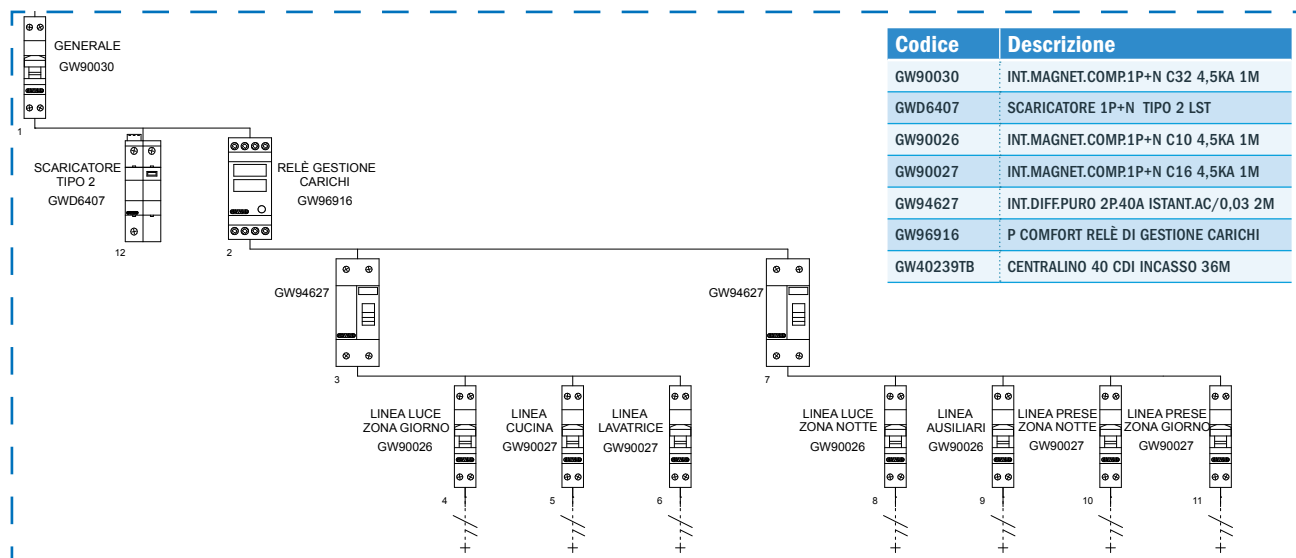 GENERALE
GW90030
1
SCARICATORE
TIPO 2
GWD6407
12
RELÈ GESTIONE
CARICHI
GW96916
2
GW94627
3
GW94627
7
LINEA LUCE
ZONA GIORNO
GW90026
4
LINEA
CUCINA
GW90027
5
LINEA
LAVATRICE
GW90027
6
LINEA LUCE
ZONA NOTTE
GW90026
8
LINEA
AUSILIARI
GW90026
9
LINEA PRESE
ZONA NOTTE
GW90027
10
LINEA PRESE
ZONA GIORNO
GW90027
11
Codice Descrizione
GW90030 INT.MAGNET.COMP.1P+N C32 4,5KA 1M
GWD6407 SCARICATORE 1P+N TIPO 2 LST
GW90026 INT.MAGNET.COMP.1P+N C10 4,5KA 1M
GW90027 INT.MAGNET.COMP.1P+N C16 4,5KA 1M
GW94627 INT.DIFF.PURO 2P.40A ISTANT.AC/0,03 2M
GW96916 P COMFORT RELÈ DI GESTIONE CARICHI
GW40239TB CENTRALINO 40 CDI INCASSO 36M